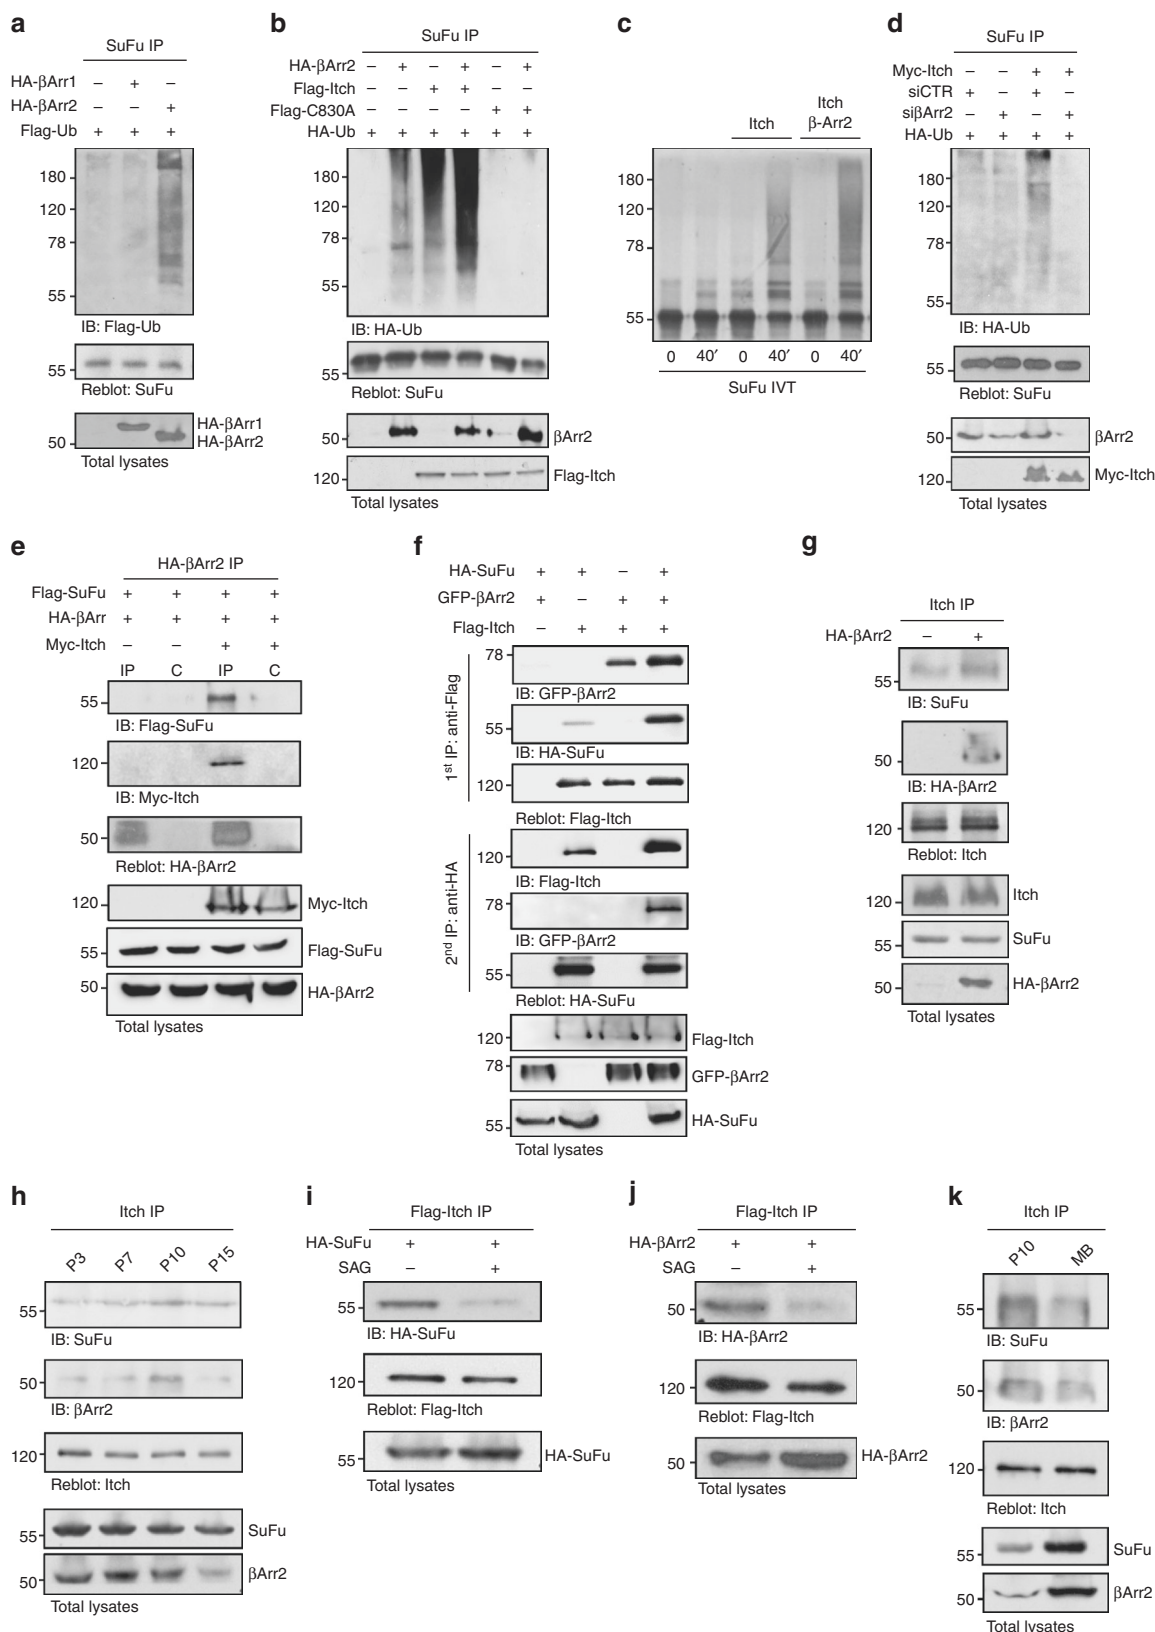 a
SuFu IP
HA-βArr1 – + –
HA-βArr2 – – +
Flag-Ub + + +
180
120
78
55
IB: Flag-Ub
55
Reblot: SuFu
50
HA-βArr1
HA-βArr2
Total lysates
b
SuFu IP
HA-βArr2 – + – + – +
Flag-Itch – – + + – –
Flag-C830A – – – – + +
HA-Ub + + + + + +
180
120
78
55
IB: HA-Ub
55
Reblot: SuFu
50
βArr2
120
Flag-Itch
Total lysates
c
Itch
Itch
β-Arr2
180
120
78
55
0 40′ 0 40′ 0 40′
SuFu IVT
d
SuFu IP
Myc-Itch – – + +
siCTR + – + –
siβArr2 – + – +
HA-Ub + + + +
180
120
78
55
IB: HA-Ub
55
Reblot: SuFu
50
βArr2
120
Myc-Itch
Total lysates
e
HA-βArr2 IP
Flag-SuFu + + + +
HA-βArr + + + +
Myc-Itch – – + +
IP C IP C
55
IB: Flag-SuFu
120
IB: Myc-Itch
50
Reblot: HA-βArr2
120
Myc-Itch
55
Flag-SuFu
50
HA-βArr2
Total lysates
f
HA-SuFu + + – +
GFP-βArr2 + – + +
Flag-Itch – + + +
1st IP: anti-Flag
78
IB: GFP-βArr2
55
IB: HA-SuFu
120
Reblot: Flag-Itch
2nd IP: anti-HA
120
IB: Flag-Itch
78
IB: GFP-βArr2
55
Reblot: HA-SuFu
120
Flag-Itch
78
GFP-βArr2
55
HA-SuFu
Total lysates
g
Itch IP
HA-βArr2 – +
55
IB: SuFu
50
IB: HA-βArr2
120
Reblot: Itch
120
Itch
55
SuFu
50
HA-βArr2
Total lysates
h
Itch IP
P3 P7 P10 P15
55
IB: SuFu
50
IB: βArr2
120
Reblot: Itch
55
SuFu
50
βArr2
Total lysates
i
Flag-Itch IP
HA-SuFu + +
SAG – +
55
IB: HA-SuFu
120
Reblot: Flag-Itch
55
HA-SuFu
Total lysates
j
Flag-Itch IP
HA-βArr2 + +
SAG – +
50
IB: HA-βArr2
120
Reblot: Flag-Itch
50
HA-βArr2
Total lysates
k
Itch IP
P10 MB
55
IB: SuFu
50
IB: βArr2
120
Reblot: Itch
55
SuFu
50
βArr2
Total lysates